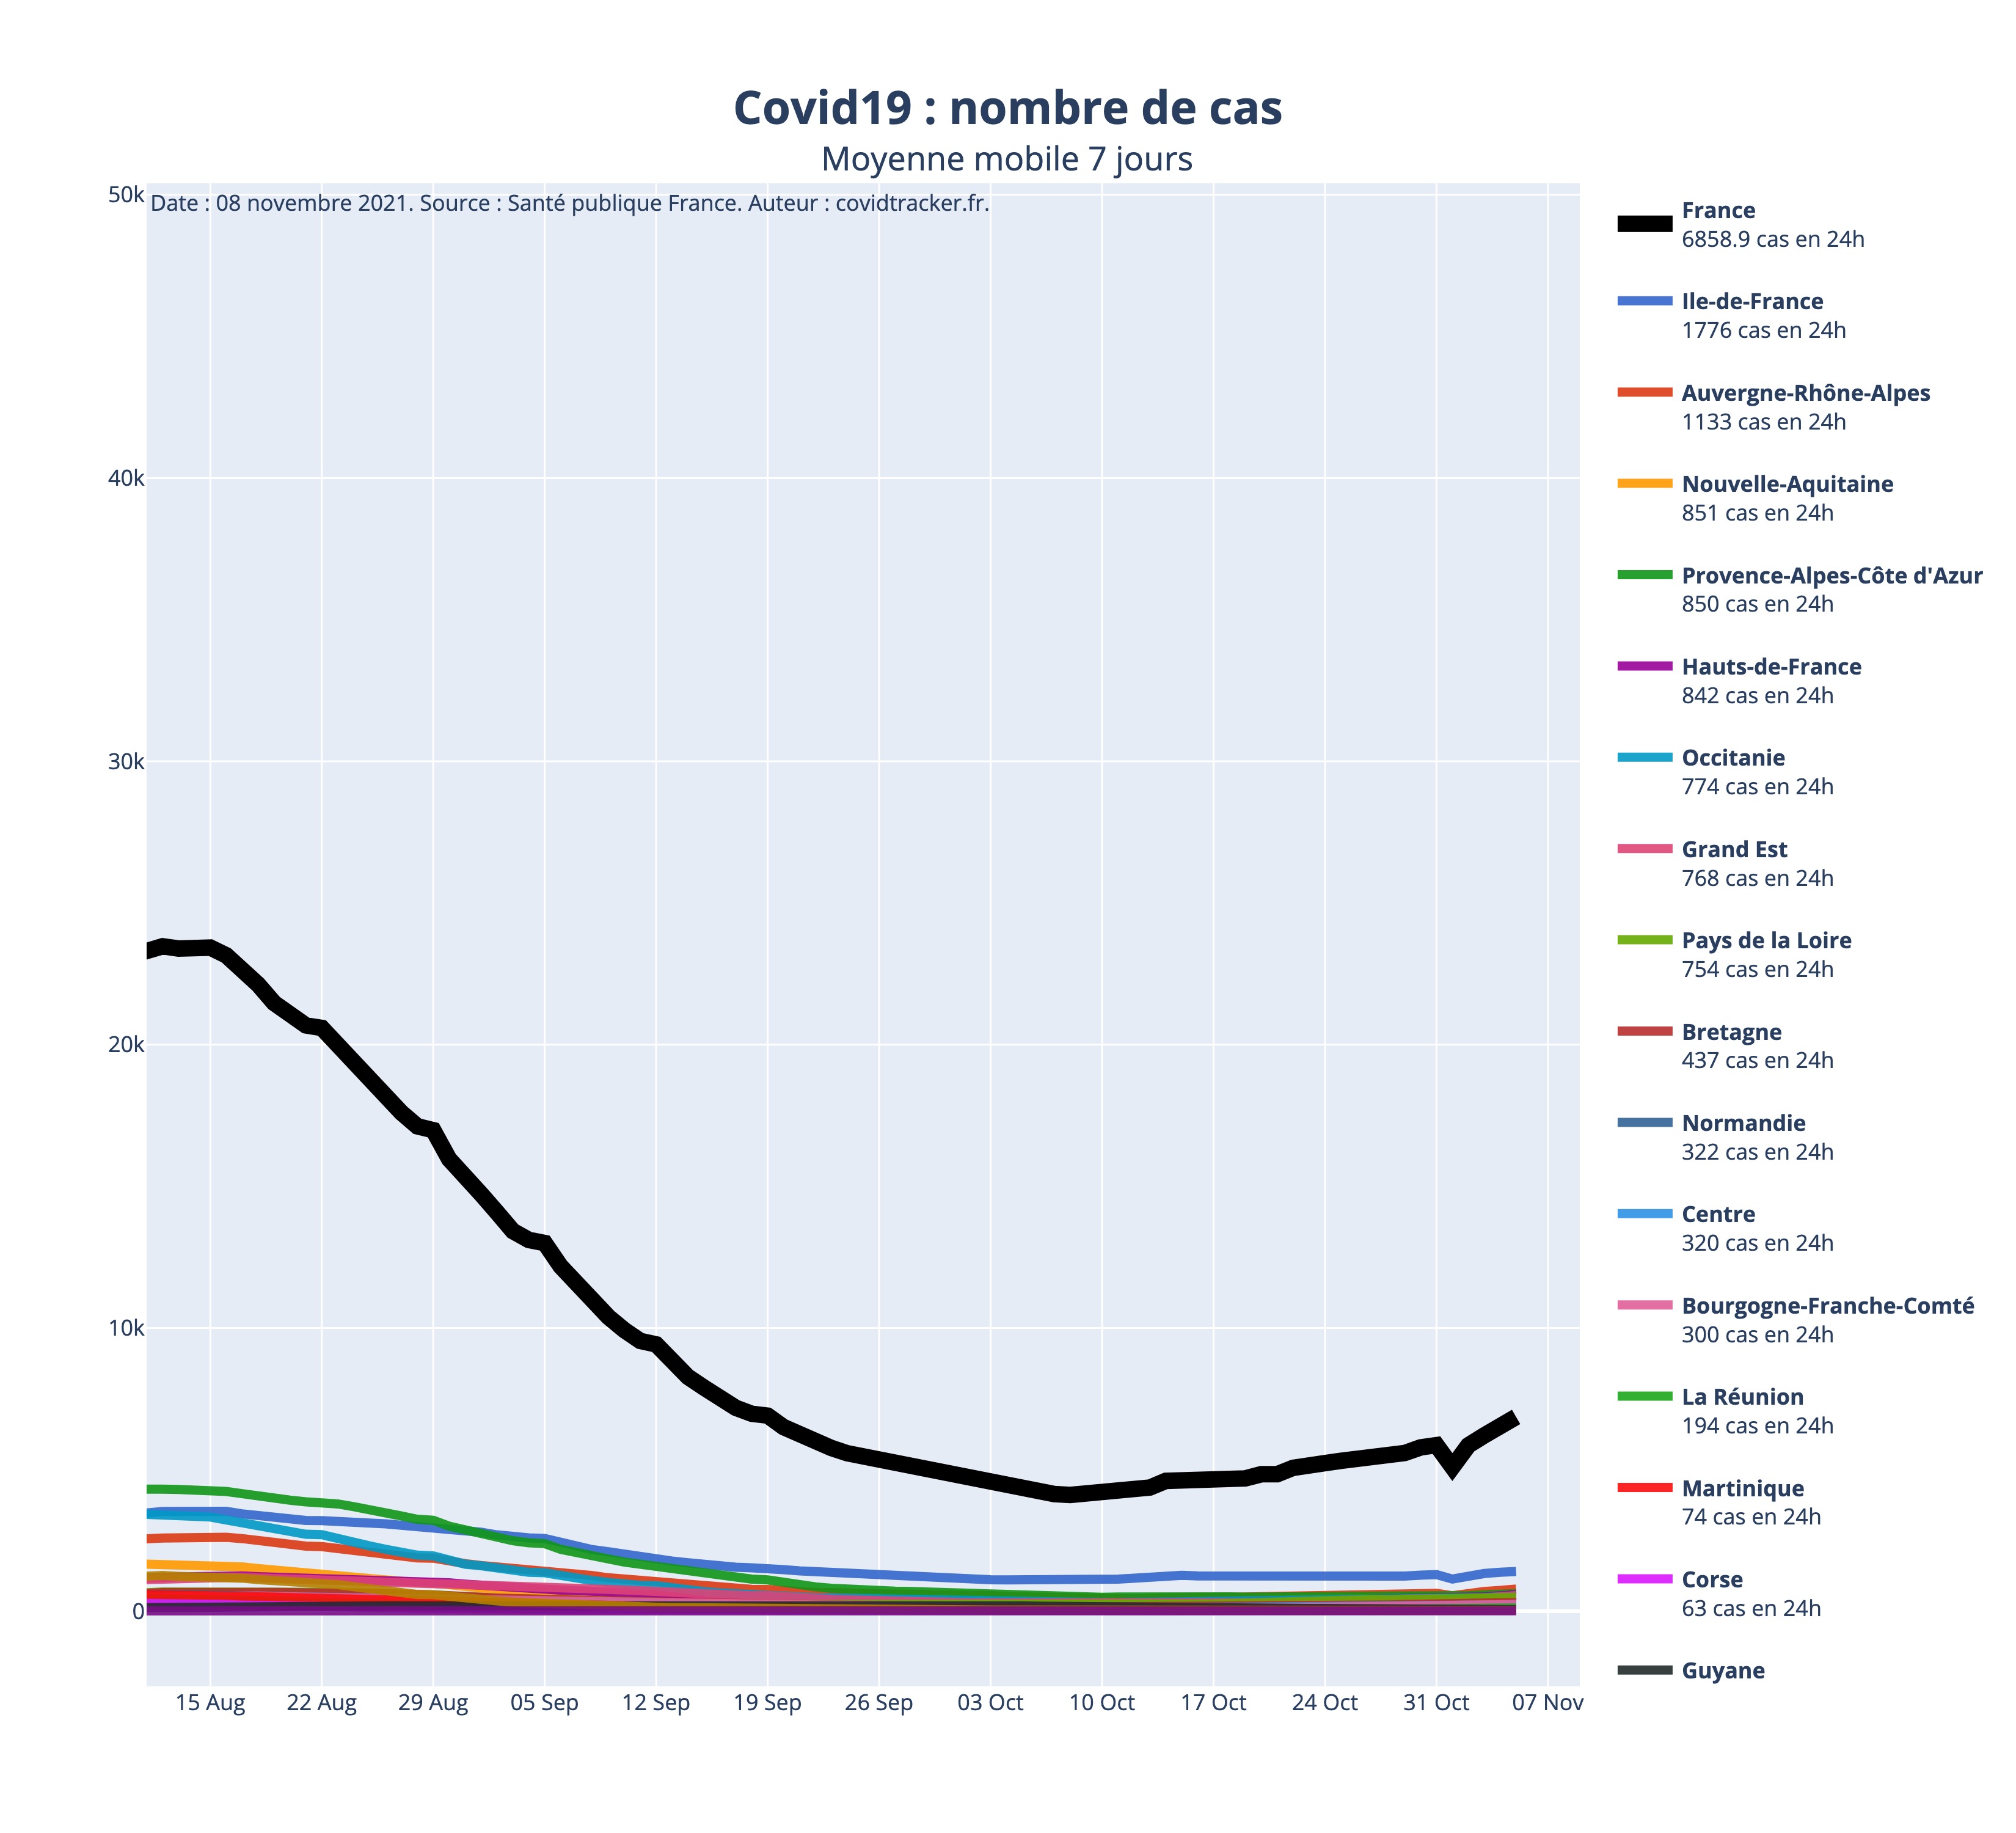 Covid19 : nombre de cas
Moyenne mobile 7 jours
Date : 08 novembre 2021. Source : Santé publique France. Auteur : covidtracker.fr.
50k
40k
30k
20k
10k
0
15 Aug
22 Aug
29 Aug
05 Sep
12 Sep
19 Sep
26 Sep
03 Oct
10 Oct
17 Oct
24 Oct
31 Oct
07 Nov
France
6858.9 cas en 24h
Ile-de-France
1776 cas en 24h
Auvergne-Rhône-Alpes
1133 cas en 24h
Nouvelle-Aquitaine
851 cas en 24h
Provence-Alpes-Côte d'Azur
850 cas en 24h
Hauts-de-France
842 cas en 24h
Occitanie
774 cas en 24h
Grand Est
768 cas en 24h
Pays de la Loire
754 cas en 24h
Bretagne
437 cas en 24h
Normandie
322 cas en 24h
Centre
320 cas en 24h
Bourgogne-Franche-Comté
300 cas en 24h
La Réunion
194 cas en 24h
Martinique
74 cas en 24h
Corse
63 cas en 24h
Guyane